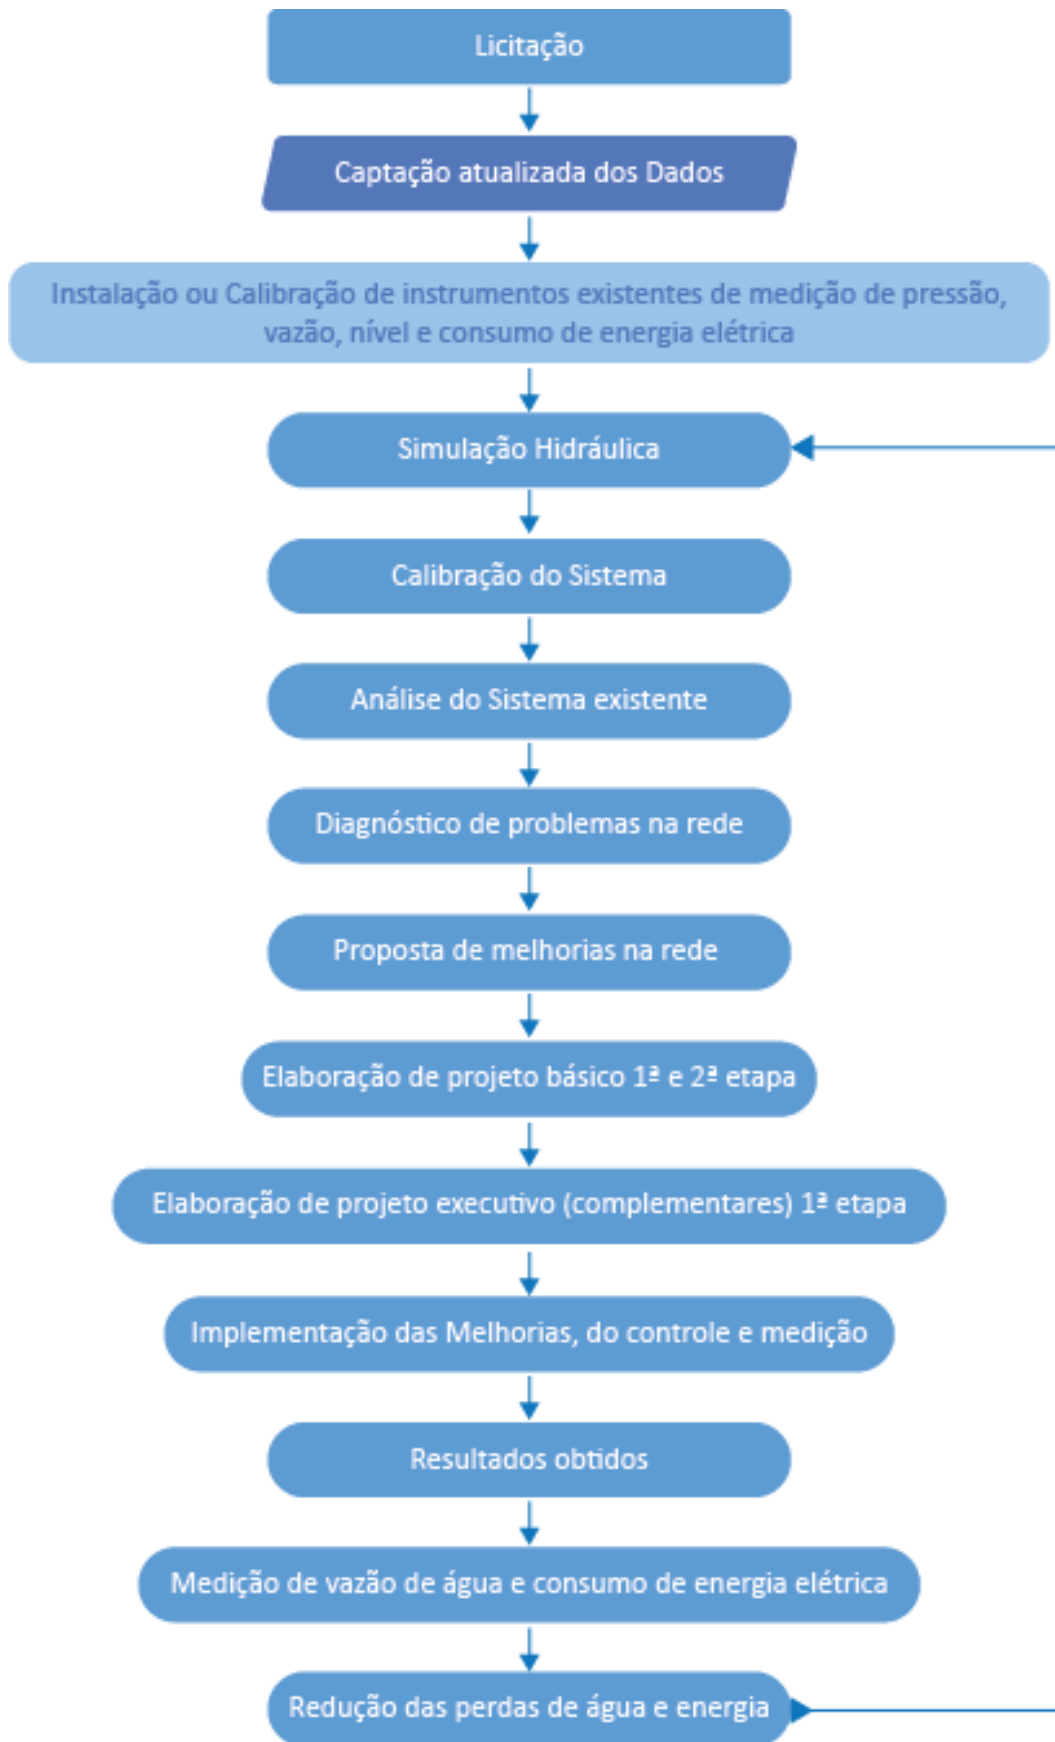 Licitação
Captação atualizada dos Dados
Instalação ou Calibração de instrumentos existentes de medição de pressão,
vazão, nível e consumo de energia elétrica
Simulação Hidráulica
Calibração do Sistema
Análise do Sistema existente
Diagnóstico de problemas na rede
Proposta de melhorias na rede
Elaboração de projeto básico 1ª e 2ª etapa
Elaboração de projeto executivo (complementares) 1ª etapa
Implementação das Melhorias, do controle e medição
Resultados obtidos
Medição de vazão de água e consumo de energia elétrica
Redução das perdas de água e energia